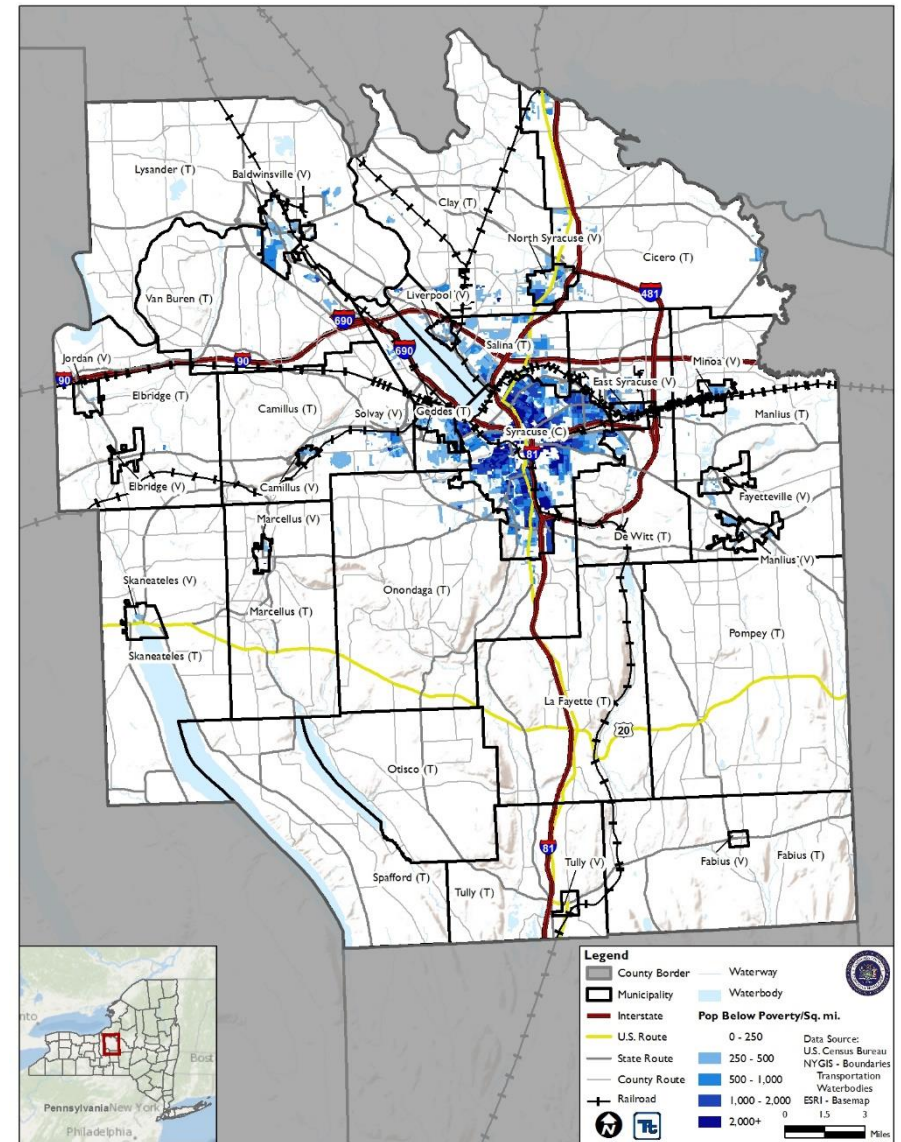 Lysander (T)
Baldwinsville (V)
Clay (T)
North Syracuse (V)
Cicero (T)
Van Buren (T)
Liverpool (V)
481
690
690
Salina (T)
Jordan (V)
90
90
Minoa (V)
Elbridge (T)
Camillus (T)
Solvay (V)
Geddes (T)
East Syracuse (V)
Manlius (T)
Syracuse (C)
81
Elbridge (V)
Camillus (V)
Fayetteville (V)
Marcellus (V)
De Witt (T)
Manlius (V)
Skaneateles (V)
Onondaga (T)
Marcellus (T)
Pompey (T)
Skaneateles (T)
La Fayette (T)
20
Otisco (T)
81
Tully (V)
Fabius (V)
Fabius (T)
Spafford (T)
Tully (T)
nto
Bost
Pennsylvania
New York
Philadelphia
Legend
County Border
Municipality
Interstate
U.S. Route
State Route
County Route
Railroad
Waterway
Waterbody
Pop Below Poverty/Sq. mi.
0 - 250
250 - 500
500 - 1,000
1,000 - 2,000
2,000+
Data Source:
U.S. Census Bureau
NYGIS - Boundaries
Transportation
Waterbodies
ESRI - Basemap
N
Tt
0 1.5 3
Miles